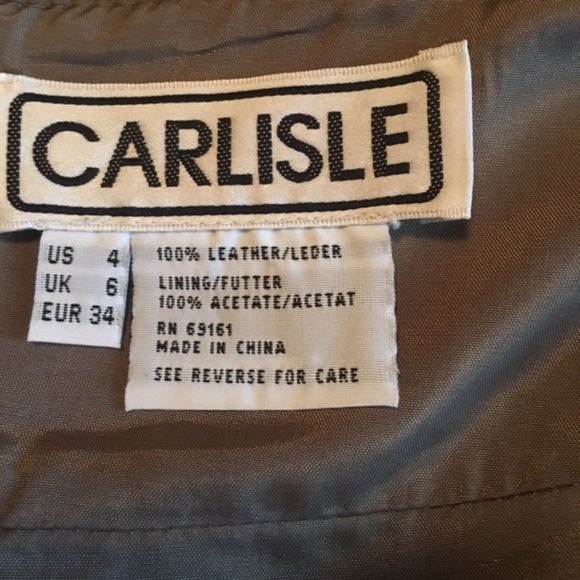 CARLISLE
US 4
UK 6
EUR 34
100% LEATHER/LEDER
LINING/FUTTER
100% ACETATE/ACETAT
RN 69161
MADE IN CHINA
SEE REVERSE FOR CARE